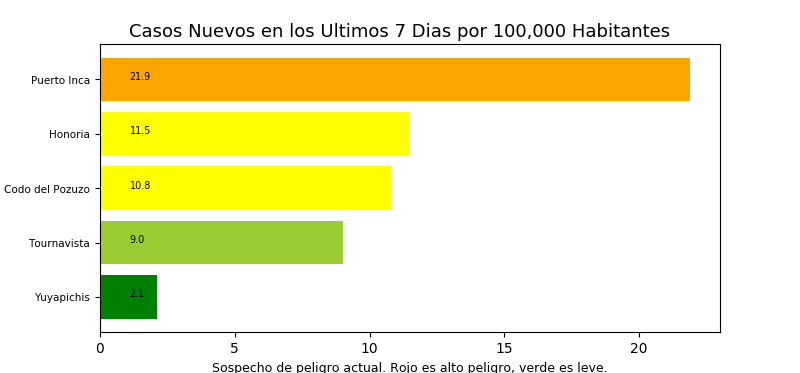 Casos Nuevos en los Ultimos 7 Dias por 100,000 Habitantes
Puerto Inca 21.9
Honoria 11.5
Codo del Pozuzo 10.8
Tournavista 9.0
Yuyapichis 2.1
0 5 10 15 20
Sospecho de peligro actual. Rojo es alto peligro, verde es leve.